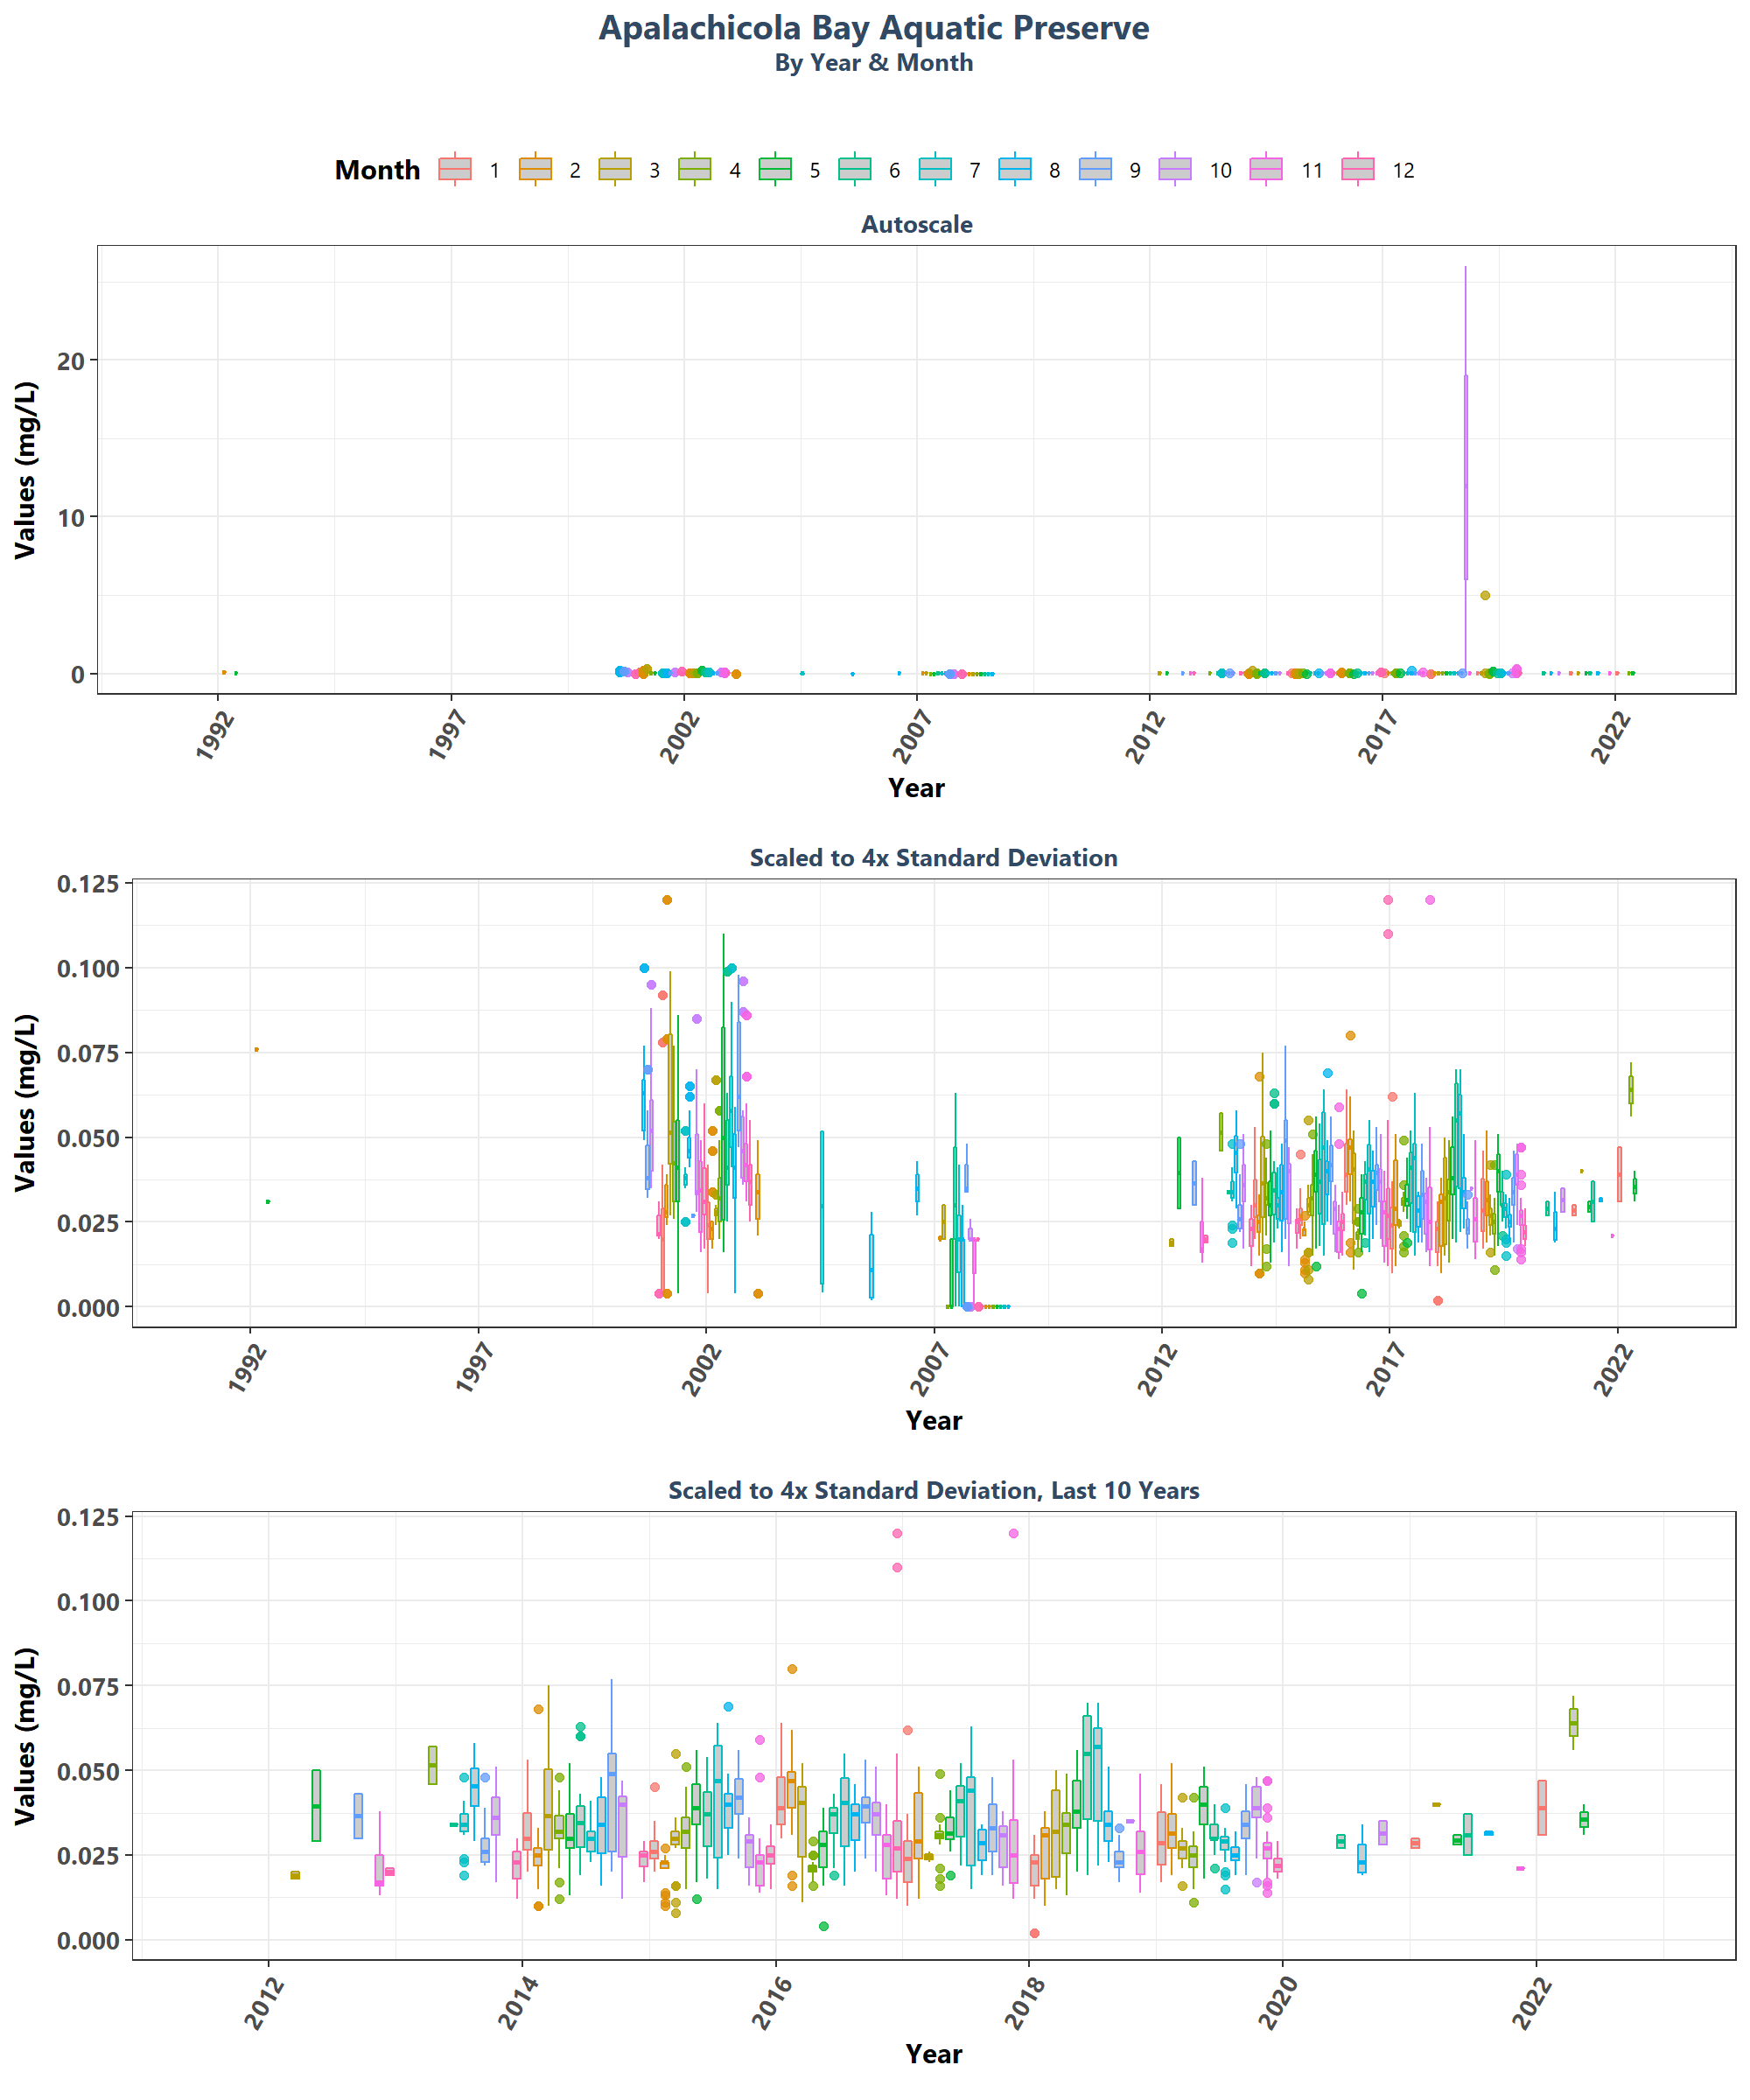 Apalachicola Bay Aquatic Preserve
By Year & Month
Month 1 2 3 4 5 6 7 8 9 10 11 12
Autoscale
Values (mg/L)
20
10
0
1992 1997 2002 2007 2012 2017 2022
Year
Scaled to 4x Standard Deviation
Values (mg/L)
0.125
0.100
0.075
0.050
0.025
0.000
1992 1997 2002 2007 2012 2017 2022
Year
Scaled to 4x Standard Deviation, Last 10 Years
Values (mg/L)
0.125
0.100
0.075
0.050
0.025
0.000
2012 2014 2016 2018 2020 2022
Year